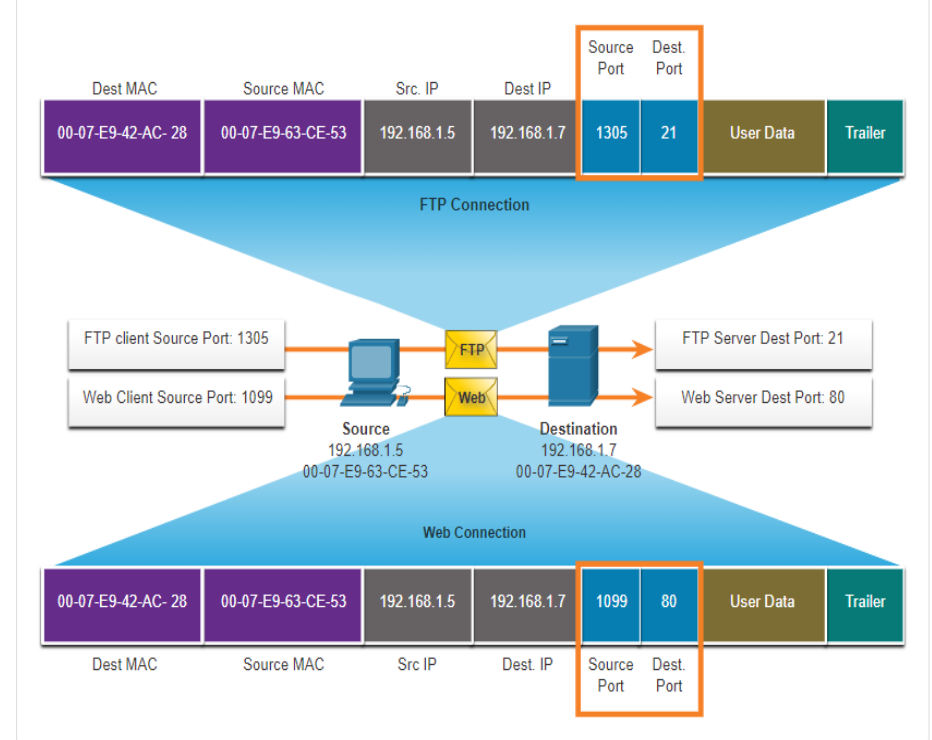 Source Dest.
Port Port
Dest MAC Source MAC Src. IP Dest IP
00-07-E9-42-AC- 28 00-07-E9-63-CE-53 192.168.1.5 192.168.1.7 1305 21 User Data Trailer
FTP Connection
FTP client Source Port: 1305 FTP FTP Server Dest Port: 21
Web Client Source Port: 1099 Web Web Server Dest Port: 80
Source Destination
192.168.1.5 192.168.1.7
00-07-E9-63-CE-53 00-07-E9-42-AC-28
Web Connection
00-07-E9-42-AC- 28 00-07-E9-63-CE-53 192.168.1.5 192.168.1.7 1099 80 User Data Trailer
Dest MAC Source MAC Src IP Dest. IP Source Dest.
Port Port